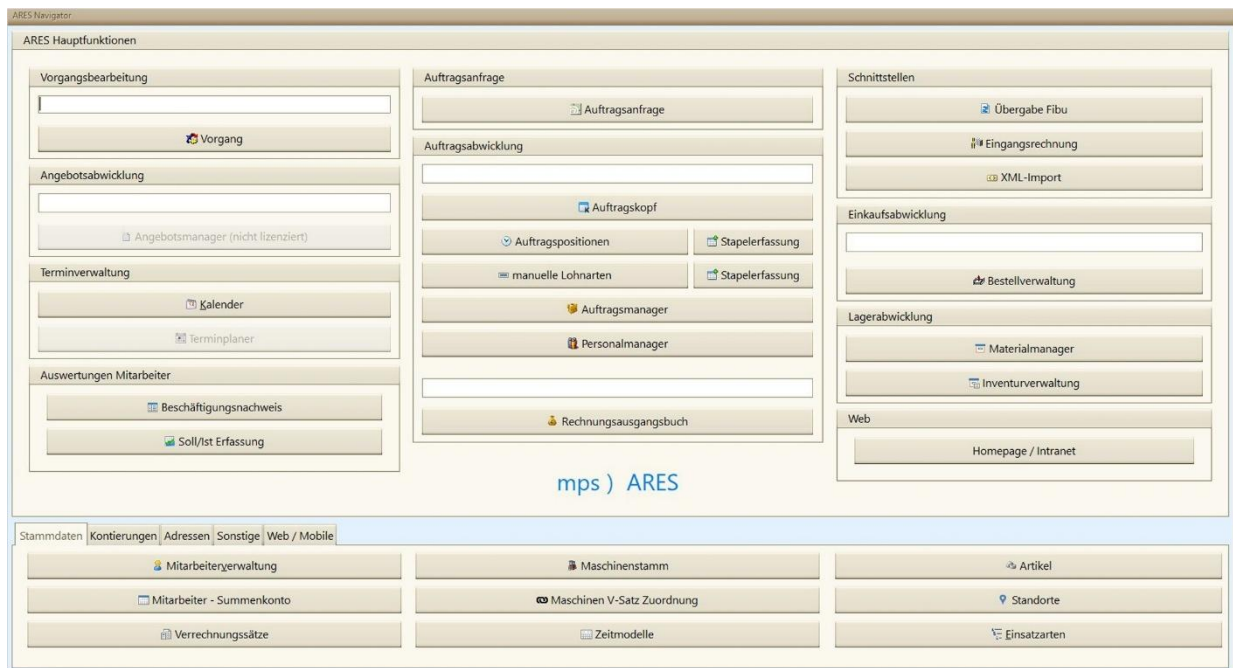 ARES Navigator
ARES Hauptfunktionen
Vorgangsbearbeitung
Vorgang
Angebotsabwicklung
Angebotsmanager (nicht lizenziert)
Terminverwaltung
Kalender
Terminplaner
Auswertungen Mitarbeiter
Beschäftigungsnachweis
Soll/Ist Erfassung
Auftragsanfrage
Auftragsanfrage
Auftragsabwicklung
Auftragskopf
Auftragspositionen
Stapelerfassung
manuelle Lohnarten
Stapelerfassung
Auftragsmanager
Personalmanager
Rechnungsausgangsbuch
Schnittstellen
Übergabe Fibu
Eingangsrechnung
XML-Import
Einkaufsabwicklung
Bestellverwaltung
Lagerabwicklung
Materialmanager
Inventurverwaltung
Web
Homepage / Intranet
mps ) ARES
Stammdaten Kontierungen Adressen Sonstige Web / Mobile
Mitarbeiterverwaltung
Maschinenstamm
Artikel
Mitarbeiter - Summenkonto
Maschinen V-Satz Zuordnung
Standorte
Verrechnungssätze
Zeitmodelle
Einsatzarten